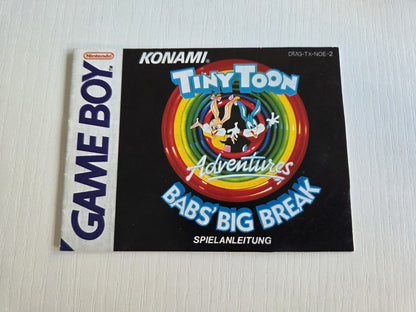 Nintendo
GAME BOY
KONAMI
DMG-TX-NOE-2
TINY TOON
Adventures
BABS' BIG BREAK
SPIELANLEITUNG